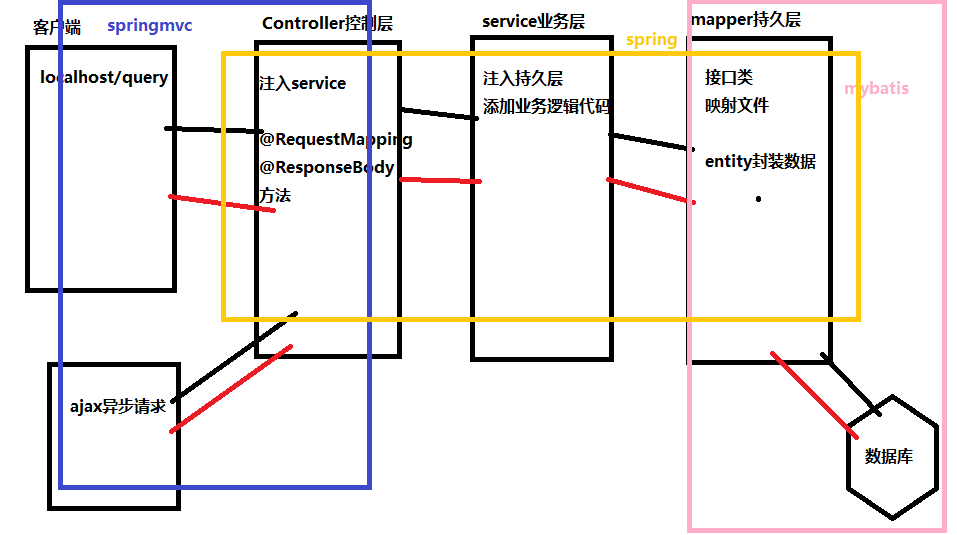 客户端
springmvc
localhost/query
Controller控制层
注入service
@RequestMapping
@ResponseBody
方法
service业务层
注入持久层
添加业务逻辑代码
spring
mapper持久层
接口类
映射文件
entity封装数据
mybatis
ajax异步请求
数据库